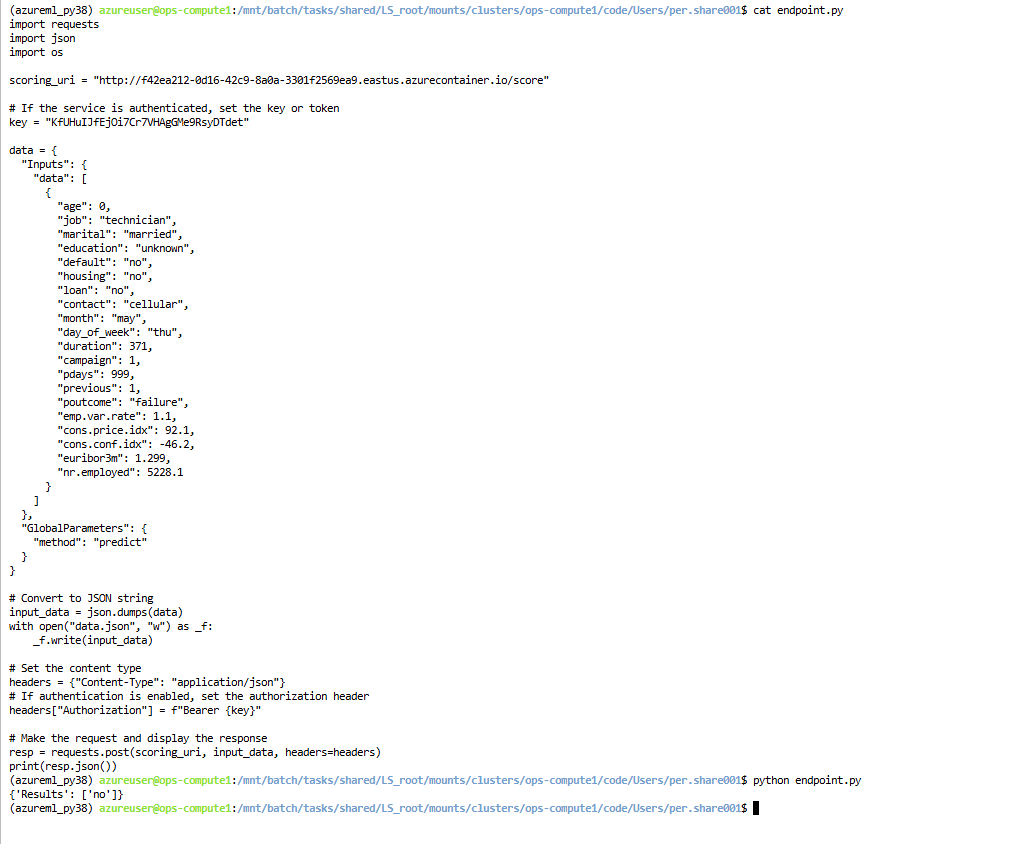 (azureml_py38) azureuser@ops-compute1:/mnt/batch/tasks/shared/LS_root/mounts/clusters/ops-compute1/code/Users/per.share001$ cat endpoint.py
import requests
import json
import os

scoring_uri = "http://f42ea212-0d16-42c9-8a0a-3301f2569ea9.eastus.azurecontainer.io/score"

# If the service is authenticated, set the key or token
key = "KfUHuIJfEjOi7Cr7VHAgGMe9RsyDTdet"

data = {
  "Inputs": {
    "data": [
      {
        "age": 0,
        "job": "technician",
        "marital": "married",
        "education": "unknown",
        "default": "no",
        "housing": "no",
        "loan": "no",
        "contact": "cellular",
        "month": "may",
        "day_of_week": "thu",
        "duration": 371,
        "campaign": 1,
        "pdays": 999,
        "previous": 1,
        "poutcome": "failure",
        "emp.var.rate": 1.1,
        "cons.price.idx": 92.1,
        "cons.conf.idx": -46.2,
        "euribor3m": 1.299,
        "nr.employed": 5228.1
      }
    ]
  },
  "GlobalParameters": {
    "method": "predict"
  }
}

# Convert to JSON string
input_data = json.dumps(data)
with open("data.json", "w") as _f:
    _f.write(input_data)

# Set the content type
headers = {"Content-Type": "application/json"}
# If authentication is enabled, set the authorization header
headers["Authorization"] = f"Bearer {key}"

# Make the request and display the response
resp = requests.post(scoring_uri, input_data, headers=headers)
print(resp.json())
(azureml_py38) azureuser@ops-compute1:/mnt/batch/tasks/shared/LS_root/mounts/clusters/ops-compute1/code/Users/per.share001$ python endpoint.py
{'Results': ['no']}
(azureml_py38) azureuser@ops-compute1:/mnt/batch/tasks/shared/LS_root/mounts/clusters/ops-compute1/code/Users/per.share001$